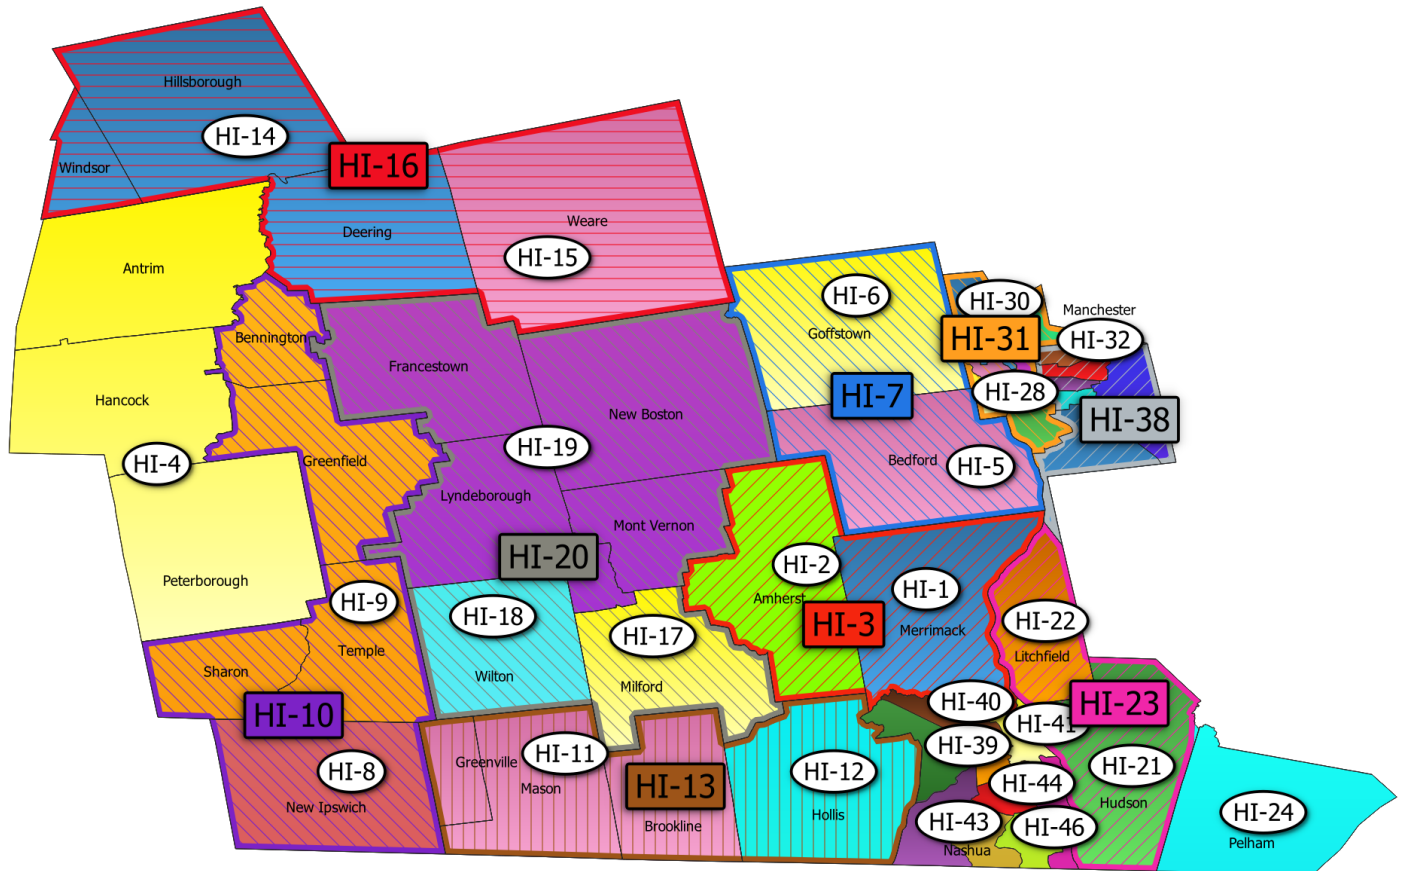 Hillsborough
HI-14
HI-16
Windsor
Weare
Deering
HI-15
Antrim
HI-6
HI-30
Manchester
Goffstown
HI-31
HI-32
Bennington
Francestown
HI-7
HI-28
Hancock
New Boston
HI-38
HI-19
Bedford
HI-5
HI-4
Greenfield
Lyndeborough
Mont Vernon
HI-20
HI-2
Peterborough
HI-9
Amherst
HI-1
HI-18
HI-3
HI-22
HI-17
Merrimack
Temple
Litchfield
Sharon
Wilton
Milford
HI-40
HI-23
HI-10
HI-41
HI-39
HI-11
Greenville
HI-8
HI-12
HI-21
HI-13
Mason
HI-44
New Ipswich
Hudson
HI-24
Hollis
HI-43
HI-46
Brookline
Nashua
Pelham